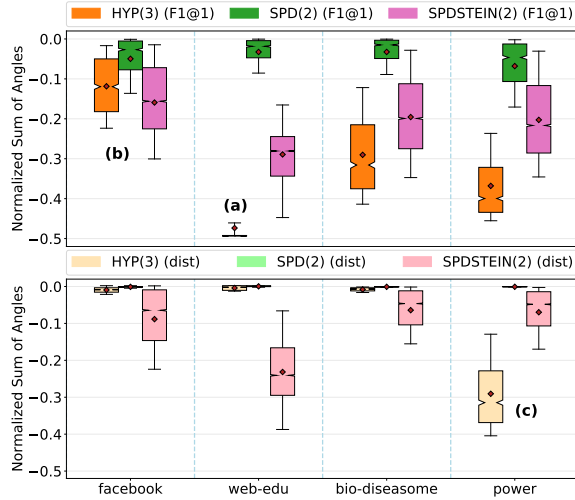 HYP(3) (F1@1) SPD(2) (F1@1) SPDSTEIN(2) (F1@1)
Normalized Sum of Angles
0.0
−0.1
−0.2
−0.3
−0.4
−0.5
(b)
(a)
HYP(3) (dist) SPD(2) (dist) SPDSTEIN(2) (dist)
Normalized Sum of Angles
0.0
−0.1
−0.2
−0.3
−0.4
−0.5
(c)
facebook web-edu bio-diseasome power